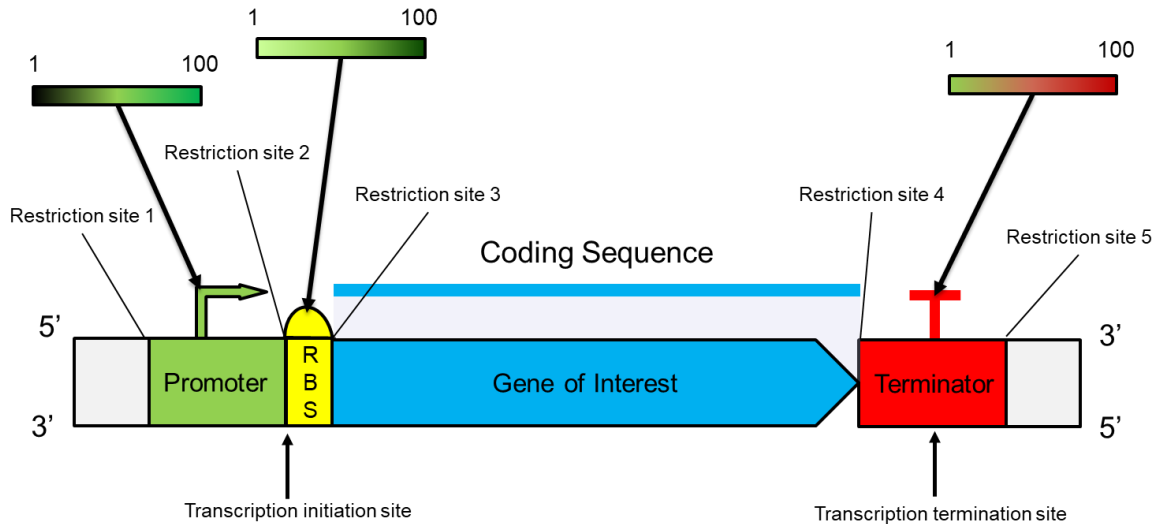 1 100
1 100
1 100
Restriction site 2
Restriction site 1
Restriction site 3
Restriction site 4
Restriction site 5
Coding Sequence
5’ 3’
Promoter
R
B
S
Gene of Interest
Terminator
3’ 5’
Transcription initiation site
Transcription termination site